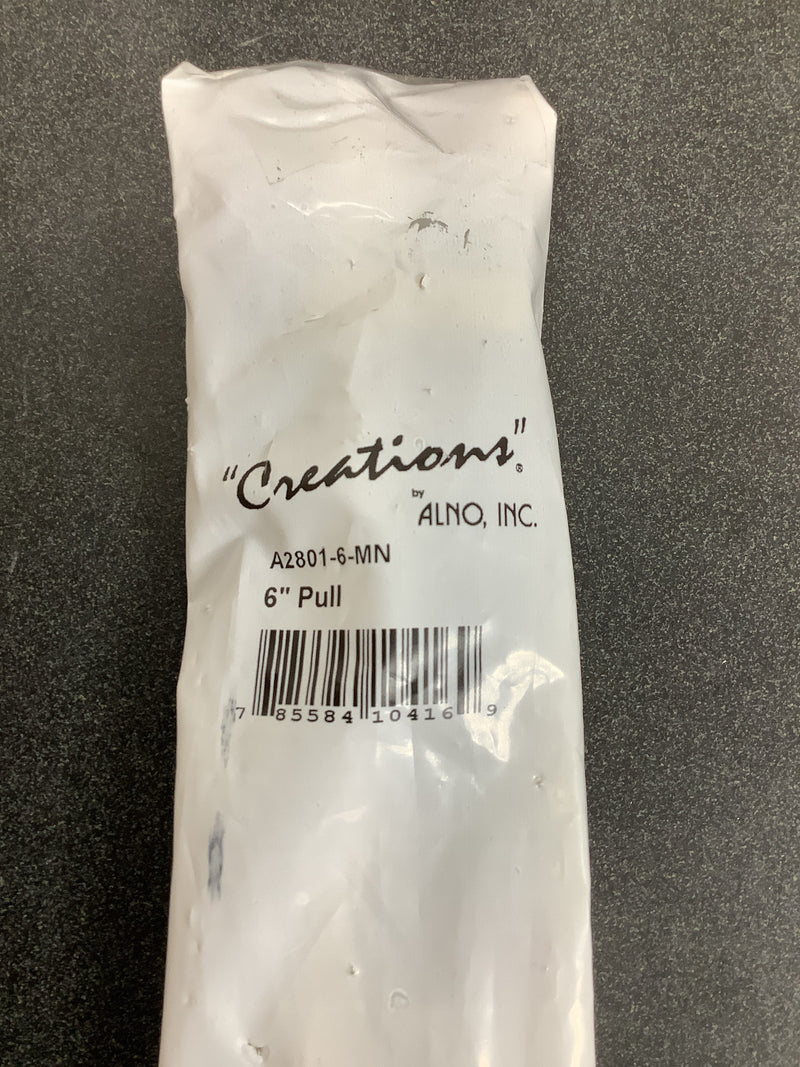 "Creations"®
by
ALNO, INC.
A2801-6-MN
6" Pull
7 85584 10416 9